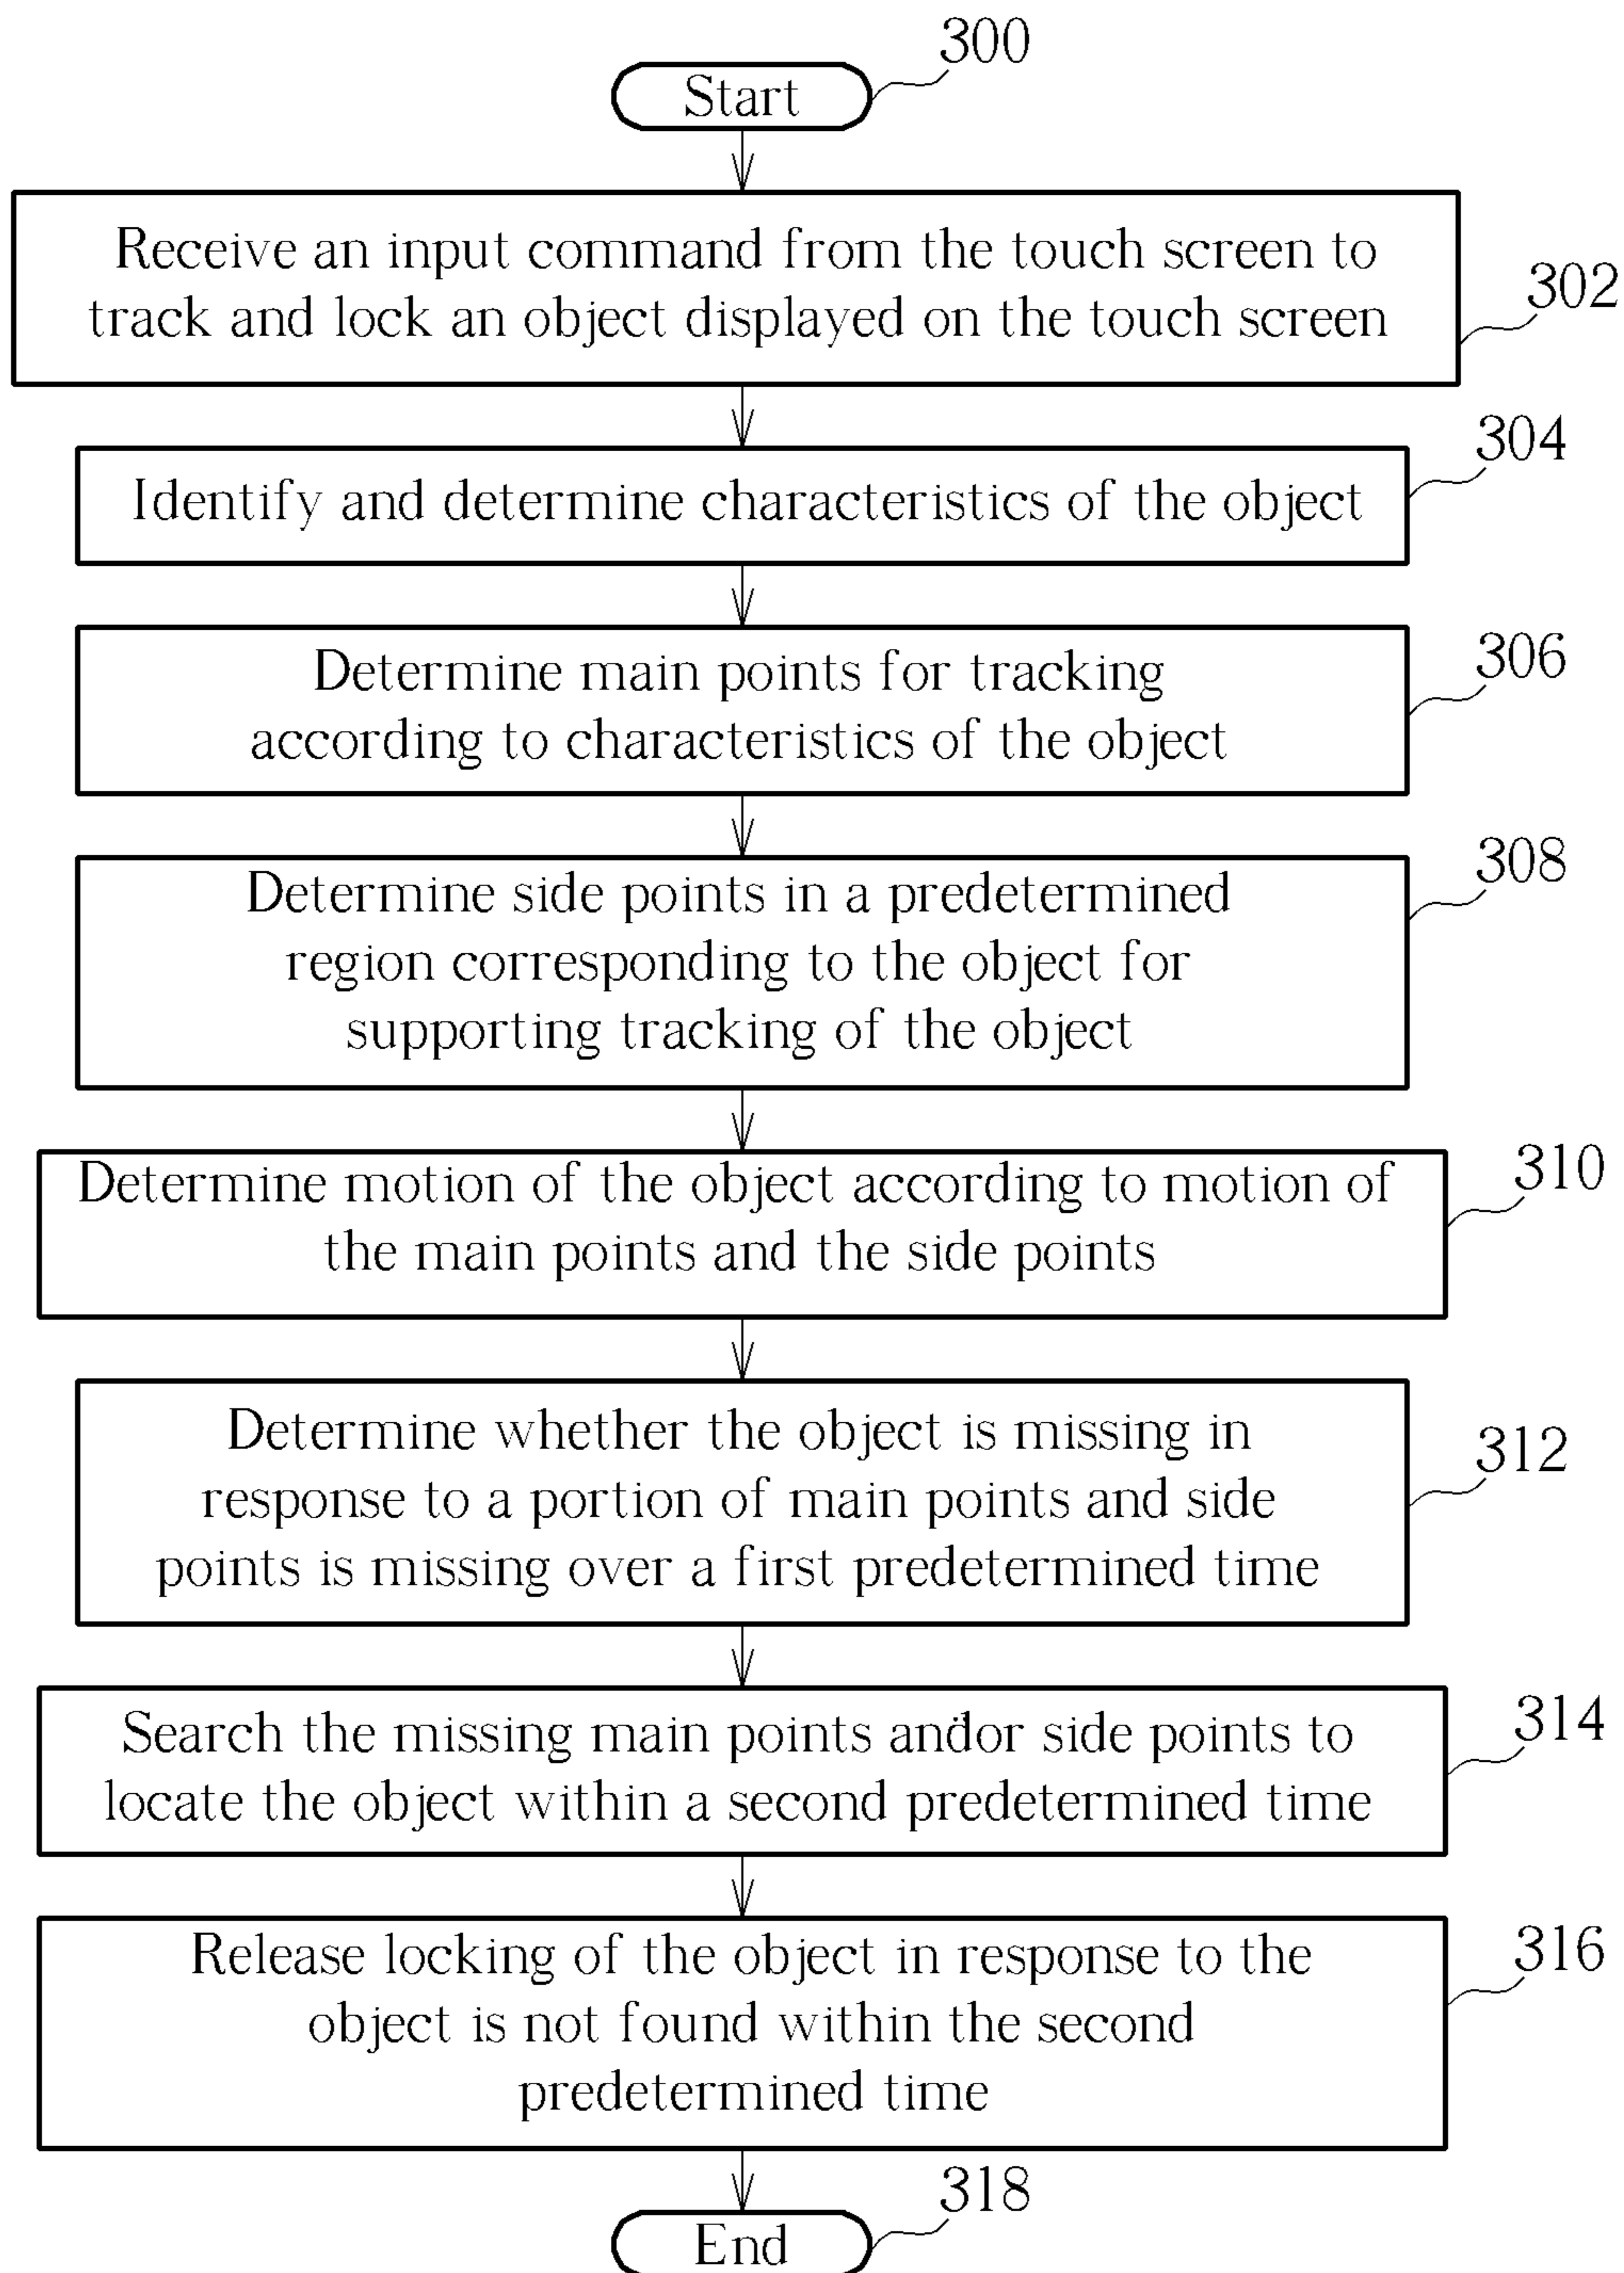 300
Start
Receive an input command from the touch screen to
track and lock an object displayed on the touch screen
302
304
Identify and determine characteristics of the object
306
Determine main points for tracking
according to characteristics of the object
308
Determine side points in a predetermined
region corresponding to the object for
supporting tracking of the object
310
Determine motion of the object according to motion of
the main points and the side points
Determine whether the object is missing in
response to a portion of main points and side
points is missing over a first predetermined time
312
314
Search the missing main points and/or side points to
locate the object within a second predetermined time
316
Release locking of the object in response to the
object is not found within the second
predetermined time
318
End